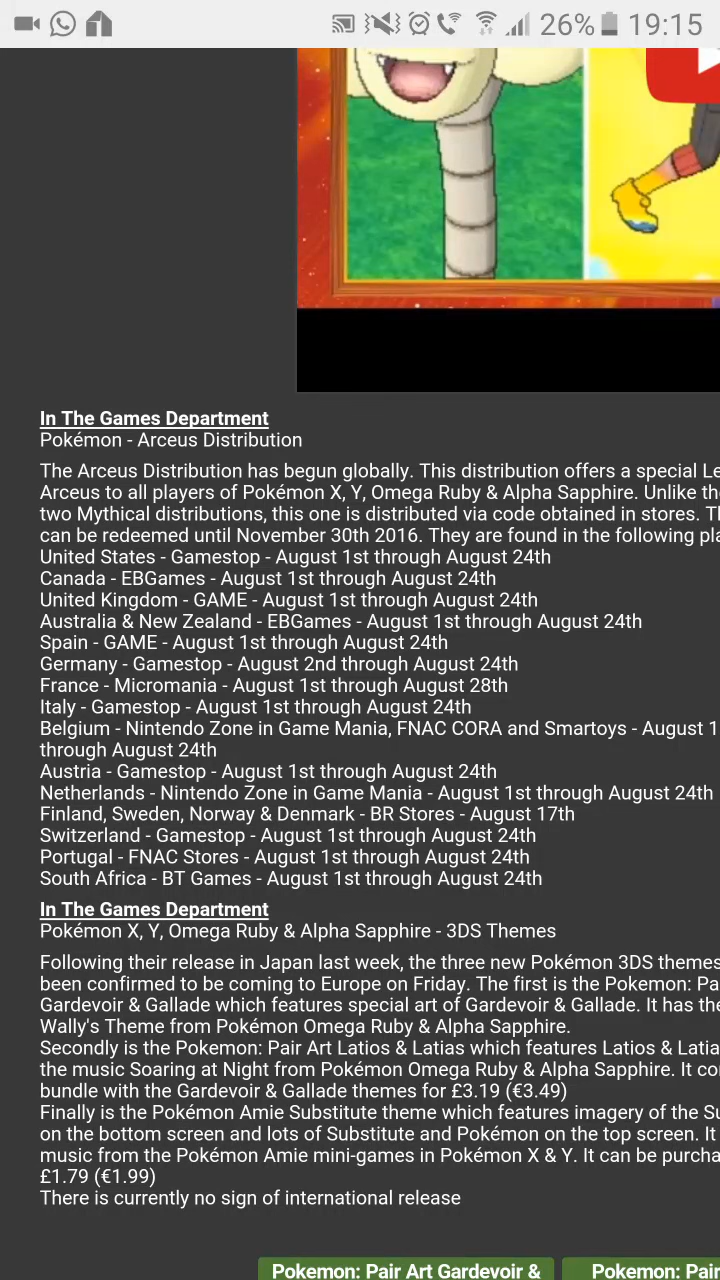 26% 19:15
In The Games Department
Pokémon - Arceus Distribution
The Arceus Distribution has begun globally. This distribution offers a special
Arceus to all players of Pokémon X, Y, Omega Ruby & Alpha Sapphire. Unlike
two Mythical distributions, this one is distributed via code obtained in stores.
can be redeemed until November 30th 2016. They are found in the following
United States - Gamestop - August 1st through August 24th
Canada - EBGames - August 1st through August 24th
United Kingdom - GAME - August 1st through August 24th
Australia & New Zealand - EBGames - August 1st through August 24th
Spain - GAME - August 1st through August 24th
Germany - Gamestop - August 2nd through August 24th
France - Micromania - August 1st through August 28th
Italy - Gamestop - August 1st through August 24th
Belgium - Nintendo Zone in Game Mania, FNAC CORA and Smartoys - August 1
through August 24th
Austria - Gamestop - August 1st through August 24th
Netherlands - Nintendo Zone in Game Mania - August 1st through August 24th
Finland, Sweden, Norway & Denmark - BR Stores - August 17th
Switzerland - Gamestop - August 1st through August 24th
Portugal - FNAC Stores - August 1st through August 24th
South Africa - BT Games - August 1st through August 24th
In The Games Department
Pokémon X, Y, Omega Ruby & Alpha Sapphire - 3DS Themes
Following their release in Japan last week, the three new Pokémon 3DS themes
been confirmed to be coming to Europe on Friday. The first is the Pokemon:
Gardevoir & Gallade which features special art of Gardevoir & Gallade. It has
Wally's Theme from Pokémon Omega Ruby & Alpha Sapphire.
Secondly is the Pokemon: Pair Art Latios & Latias which features Latios &
the music Soaring at Night from Pokémon Omega Ruby & Alpha Sapphire. It
bundle with the Gardevoir & Gallade themes for £3.19 (€3.49)
Finally is the Pokémon Amie Substitute theme which features imagery of the
on the bottom screen and lots of Substitute and Pokémon on the top screen. It
music from the Pokémon Amie mini-games in Pokémon X & Y. It can be
£1.79 (€1.99)
There is currently no sign of international release
Pokemon: Pair Art Gardevoir & Pokemon: Pair